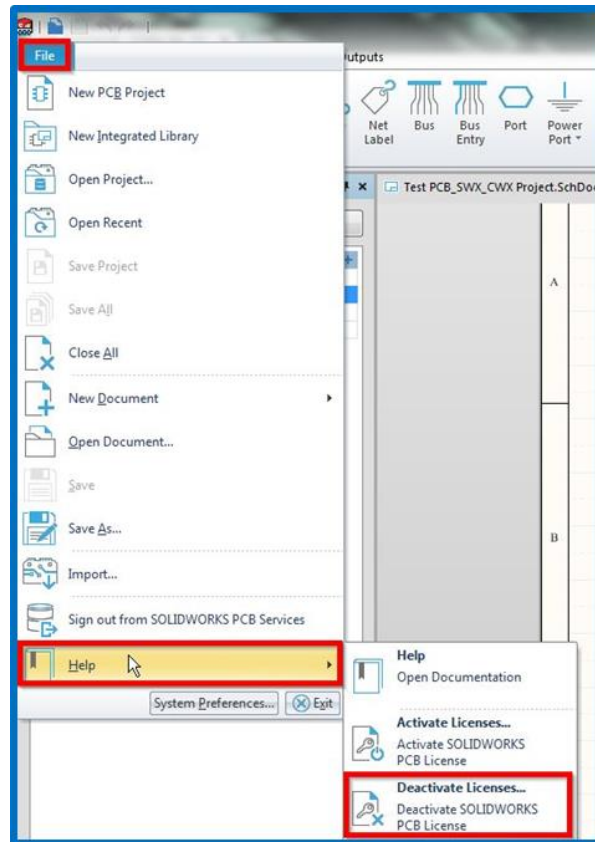 File
utputs
New PCB Project
New Integrated Library
Open Project...
Open Recent
Save Project
Save All
Close All
New Document
Open Document...
Save
Save As...
Import...
Sign out from SOLIDWORKS PCB Services
Help
System Preferences...
Exit
Net
Label
Bus
Bus
Entry
Port
Power
Port
Test PCB_SWX_CWX Project.SchDo
A
B
Help
Open Documentation
Activate Licenses...
Activate SOLIDWORKS
PCB License
Deactivate Licenses...
Deactivate SOLIDWORKS
PCB License